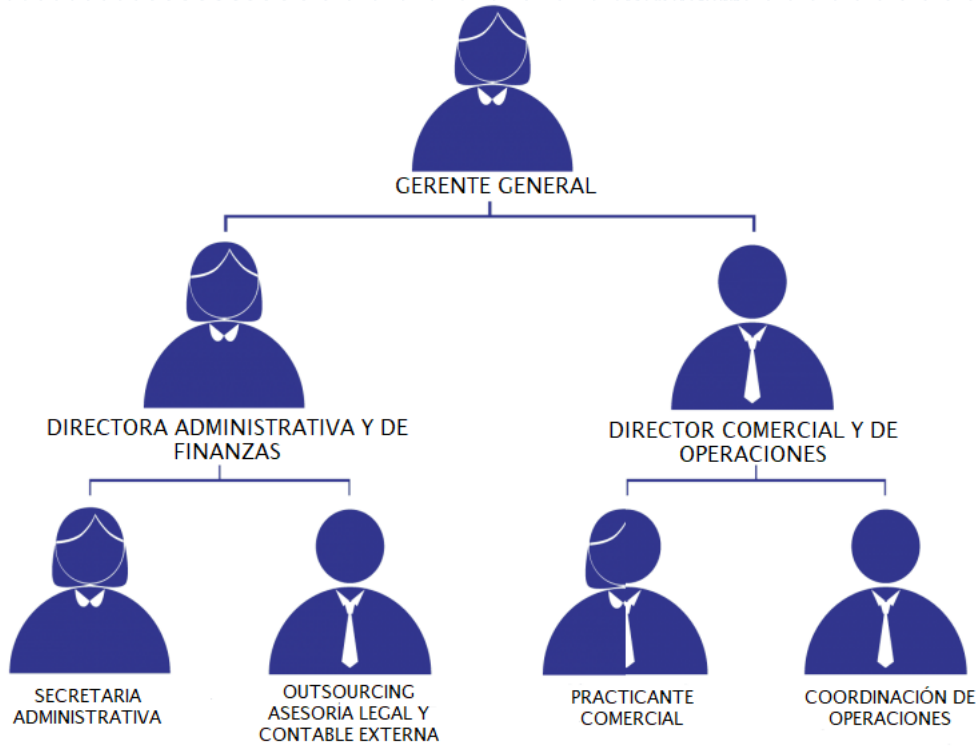 GERENTE GENERAL
DIRECTORA ADMINISTRATIVA Y DE
FINANZAS
DIRECTOR COMERCIAL Y DE
OPERACIONES
SECRETARIA
ADMINISTRATIVA
OUTSOURCING
ASESORÍA LEGAL Y
CONTABLE EXTERNA
PRACTICANTE
COMERCIAL
COORDINACIÓN DE
OPERACIONES